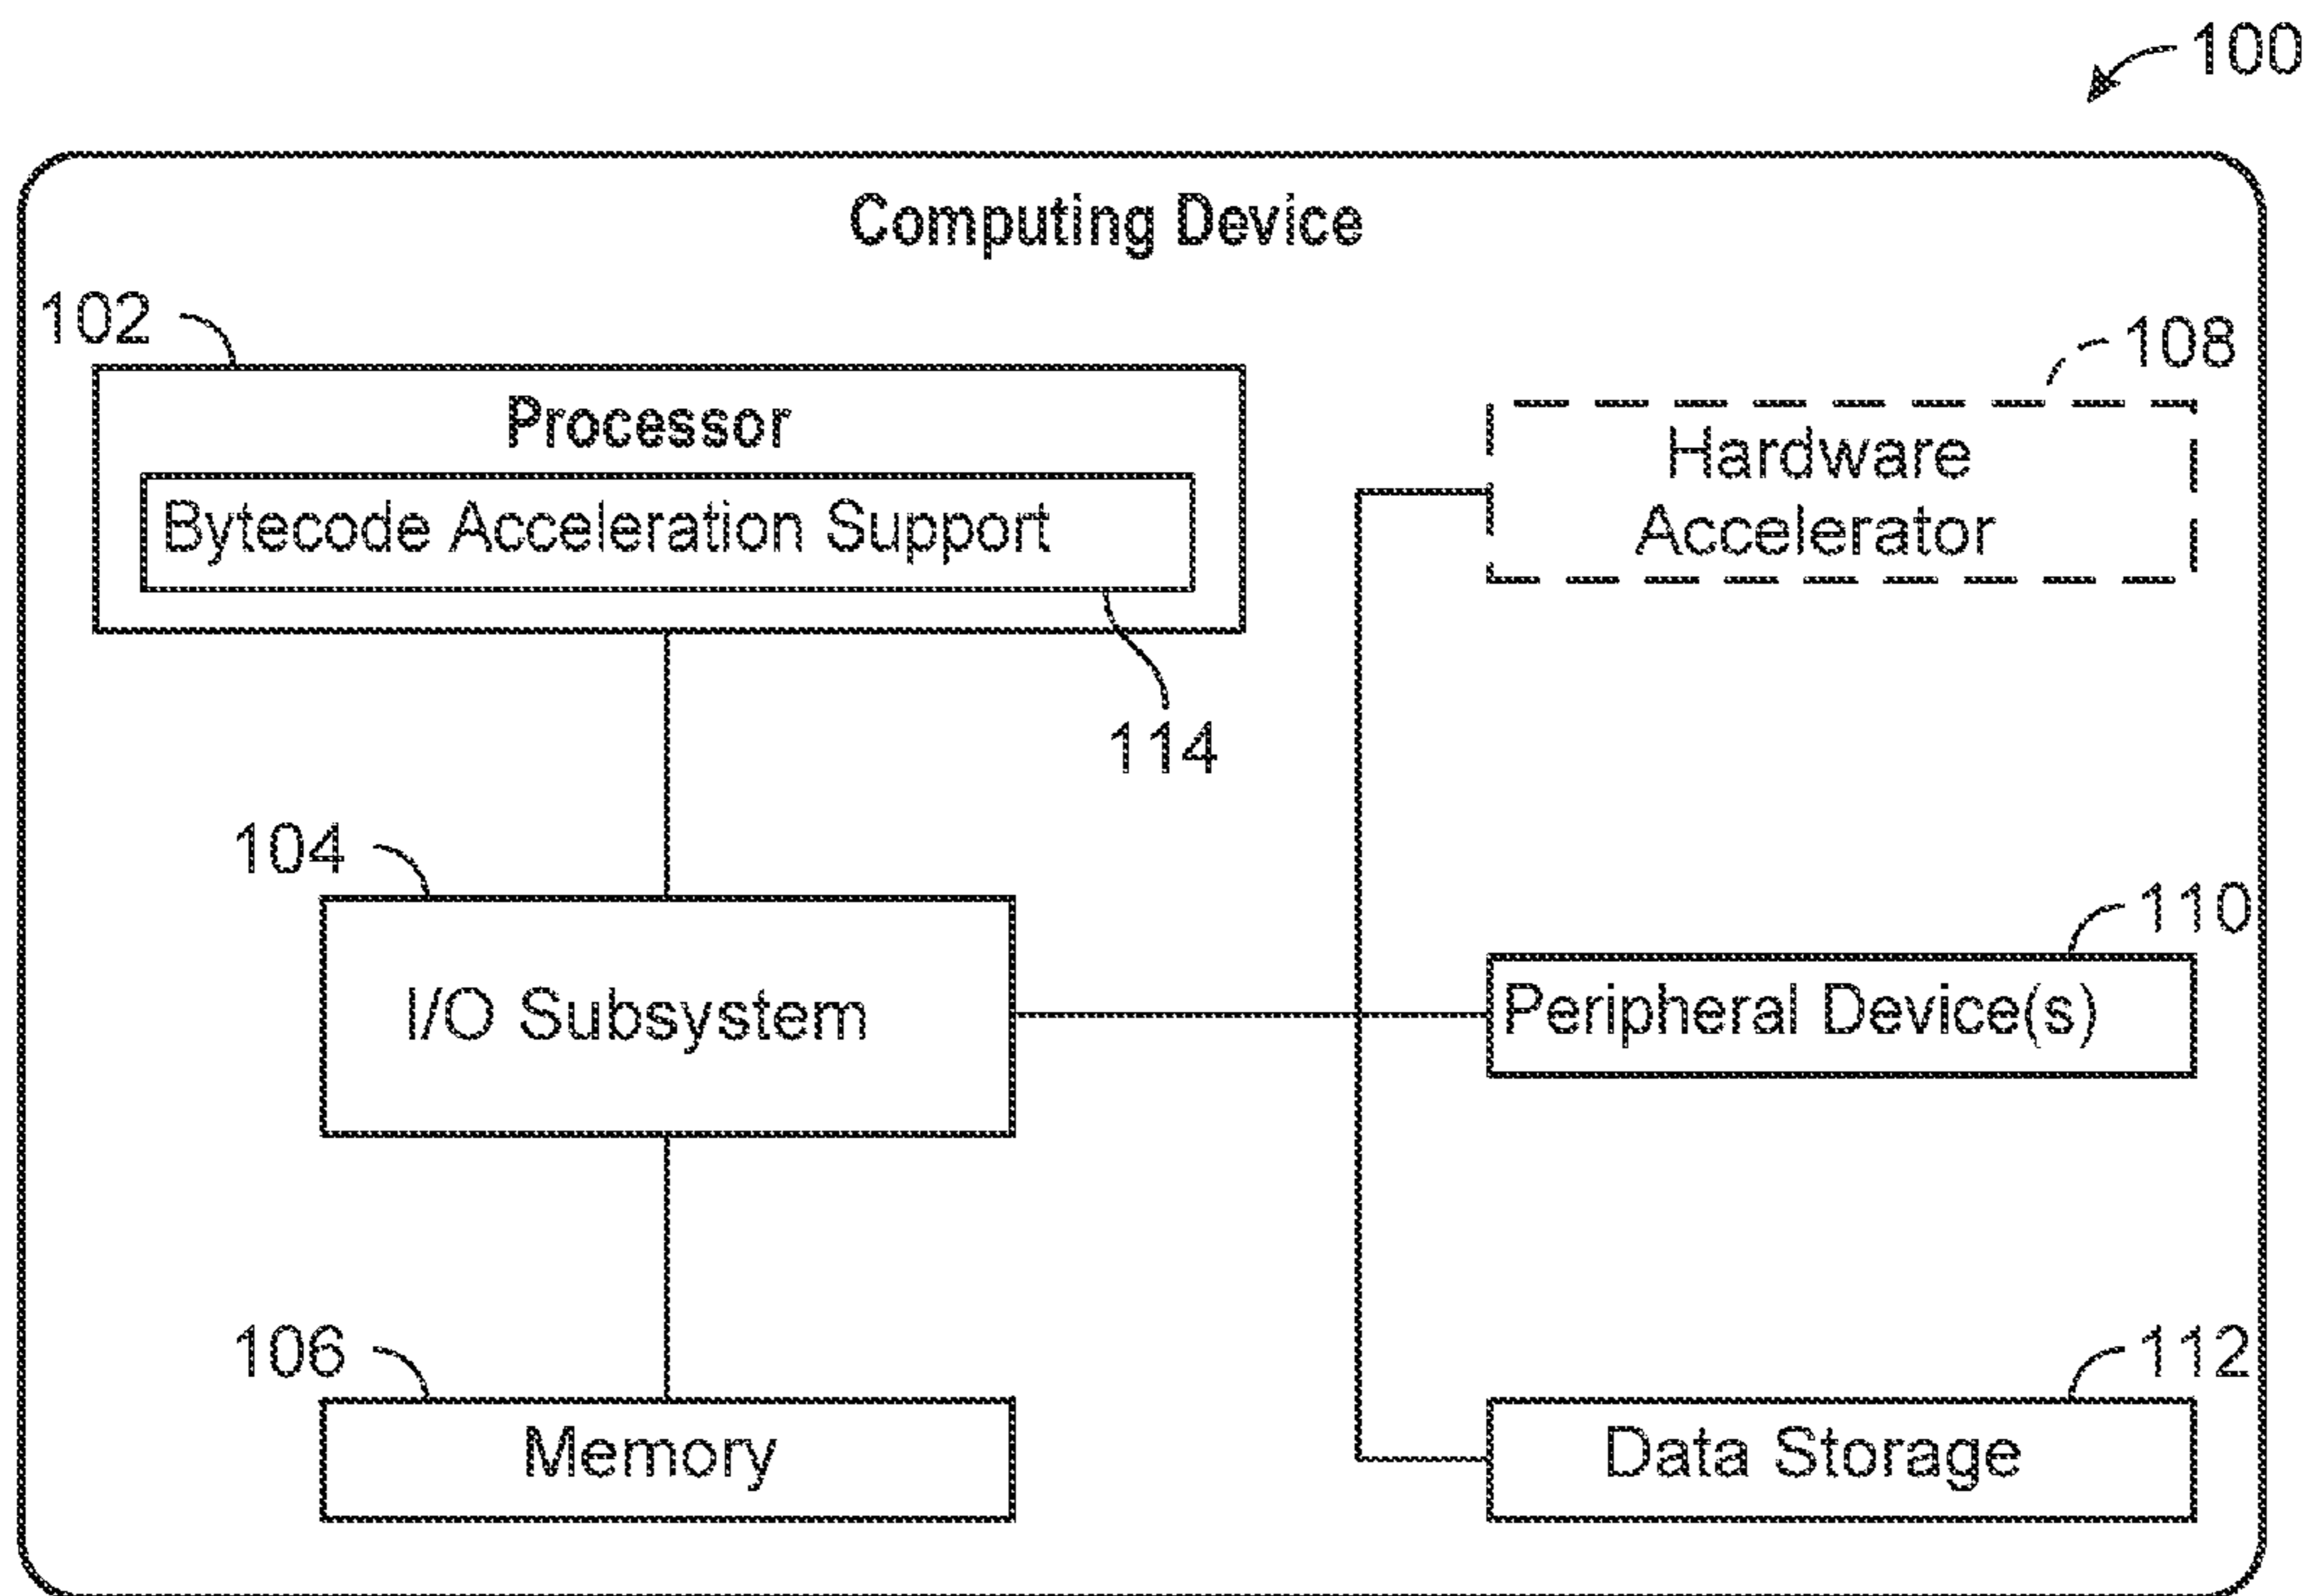 100
Computing Device
102
Processor
Bytecode Acceleration Support
114
108
Hardware
Accelerator
104
I/O Subsystem
110
Peripheral Device(s)
106
Memory
112
Data Storage